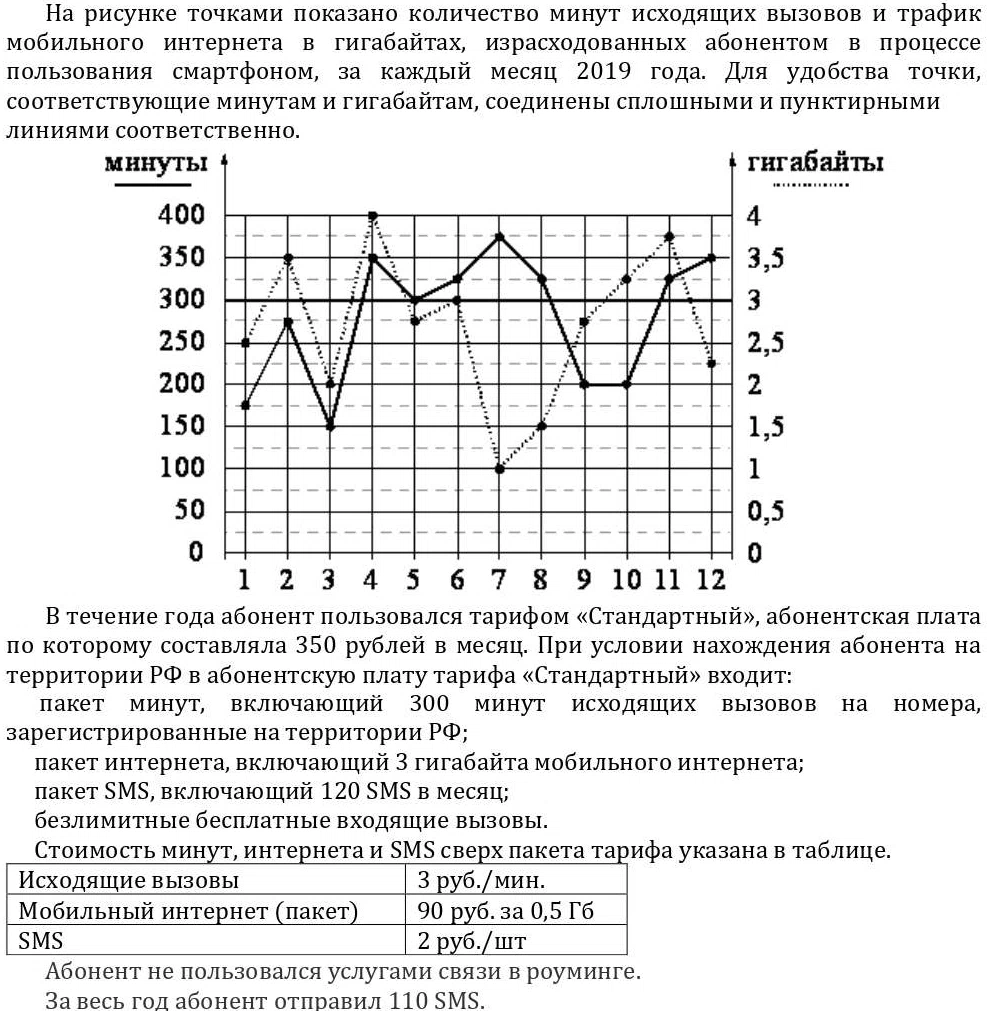 На рисунке точками показано количество минут исходящих вызовов и трафик
мобильного интернета в гигабайтах, израсходованных абонентом в процессе
пользования смартфоном, за каждый месяц 2019 года. Для удобства точки,
соответствующие минутам и гигабайтам, соединены сплошными и пунктирными
линиями соответственно.
минуты гигабайты
400 4
350 3,5
300 3
250 2,5
200 2
150 1,5
100 1
50 0,5
0 0
1 2 3 4 5 6 7 8 9 10 11 12
В течение года абонент пользовался тарифом «Стандартный», абонентская плата
по которому составляла 350 рублей в месяц. При условии нахождения абонента на
территории РФ в абонентскую плату тарифа «Стандартный» входит:
пакет минут, включающий 300 минут исходящих вызовов на номера,
зарегистрированные на территории РФ;
пакет интернета, включающий 3 гигабайта мобильного интернета;
пакет SMS, включающий 120 SMS в месяц;
безлимитные бесплатные входящие вызовы.
Стоимость минут, интернета и SMS сверх пакета тарифа указана в таблице.
Исходящие вызовы 3 руб./мин.
Мобильный интернет (пакет) 90 руб. за 0,5 Гб
SMS 2 руб./шт
Абонент не пользовался услугами связи в роуминге.
За весь год абонент отправил 110 SMS.